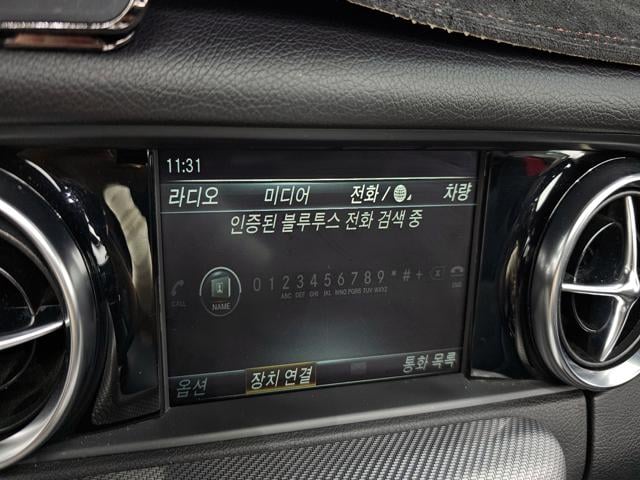 11:31
라디오 미디어 전화 / 차량
인증된 블루투스 전화 검색 중
CALL NAME 0 1 2 3 4 5 6 7 8 9 * # + END
ABC DEF GHI JKL MNO PQRS TUV WXYZ
옵션 장치 연결 통화 목록